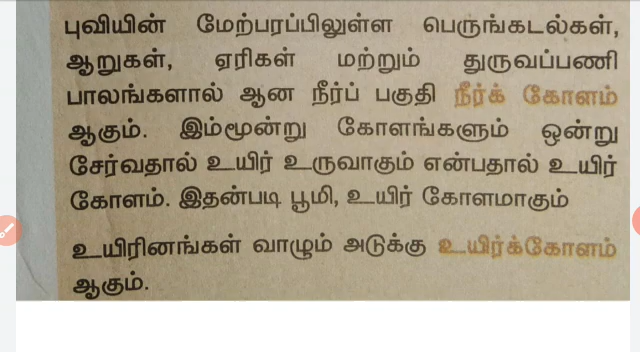 புவியின் மேற்பரப்பிலுள்ள பெருங்கடல்கள்,
ஆறுகள், ஏரிகள் மற்றும் துருவப்பணி
பாலங்களால் ஆன நீர்ப் பகுதி நீர்க் கோளம்
ஆகும். இம்மூன்று கோளங்களும் ஒன்று
சேர்வதால் உயிர் உருவாகும் என்பதால் உயிர்
கோளம். இதன்படி பூமி, உயிர் கோளமாகும்
உயிரினங்கள் வாழும் அடுக்கு உயிர்க்கோளம்
ஆகும்.